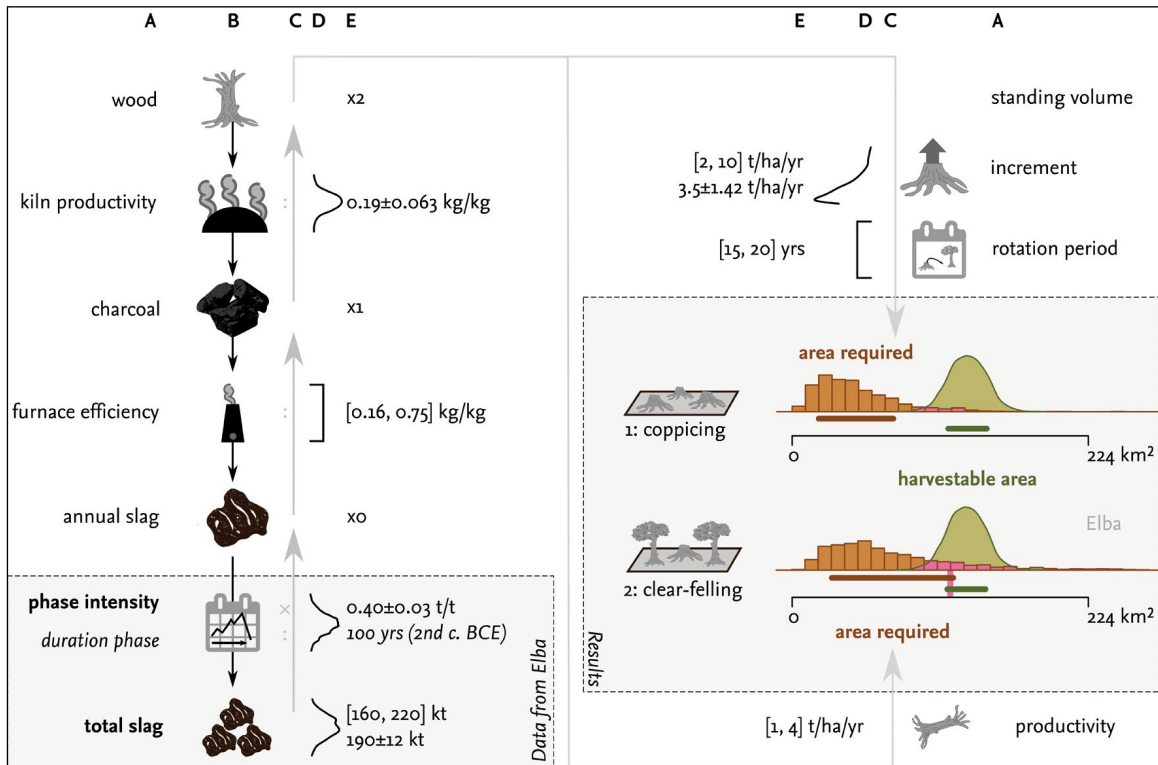 A B C D E
wood x2
kiln productivity : 0.19±0.063 kg/kg
charcoal x1
furnace efficiency : [0.16, 0.75] kg/kg
annual slag x0
phase intensity × 0.40±0.03 t/t
duration phase : 100 yrs (2nd c. BCE)
total slag [160, 220] kt
190±12 kt
Data from Elba
E D C A
standing volume
[2, 10] t/ha/yr increment
3.5±1.42 t/ha/yr
[15, 20] yrs rotation period
area required
1: coppicing
0 224 km²
harvestable area
Elba
2: clear-felling
0 224 km²
area required
Results
[1, 4] t/ha/yr productivity